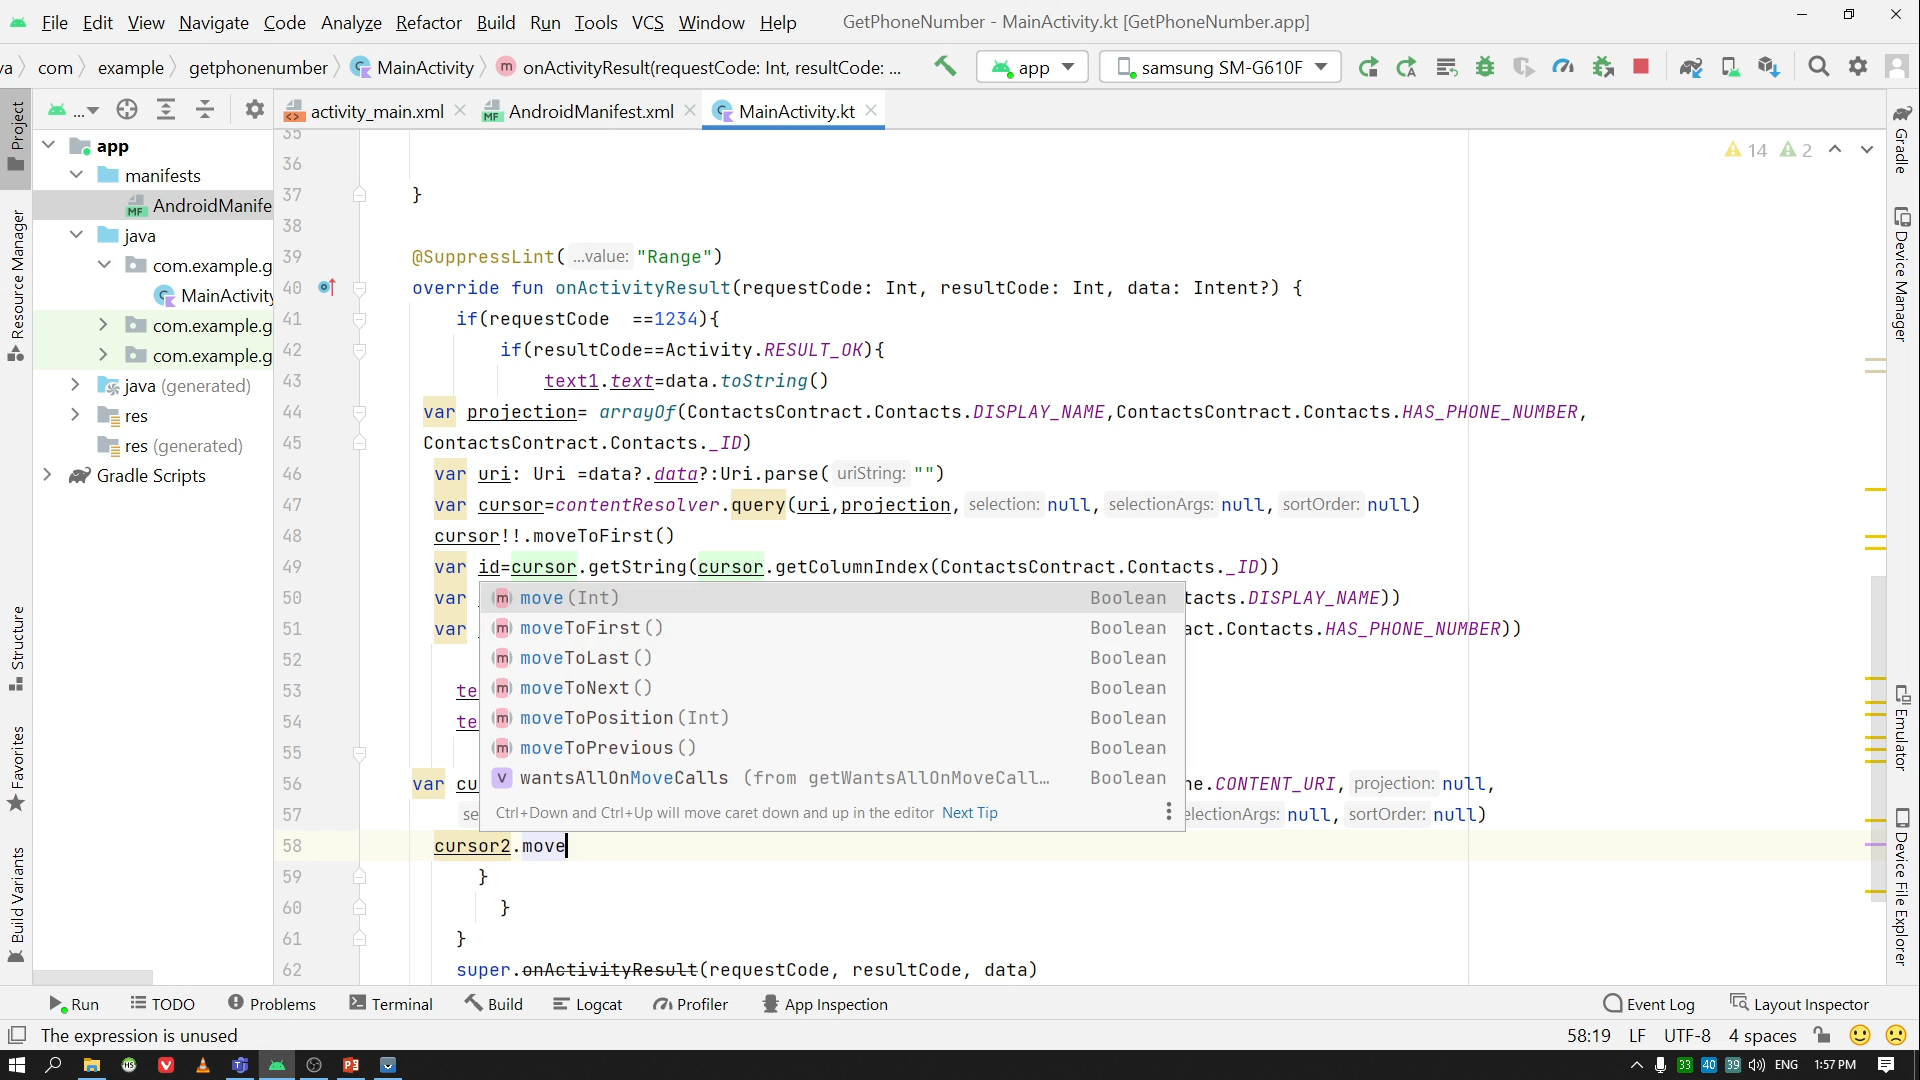 File Edit View Navigate Code Analyze Refactor Build Run Tools VCS Window Help GetPhoneNumber - MainActivity.kt [GetPhoneNumber.app]
va com example getphonenumber MainActivity onActivityResult(requestCode: Int, resultCode: ... app samsung SM-G610F
... activity_main.xml AndroidManifest.xml MainActivity.kt
Project
Resource Manager
Structure
Favorites
Build Variants
app
manifests
AndroidManife
java
com.example.g
MainActivity
com.example.g
com.example.g
java (generated)
res
res (generated)
Gradle Scripts
14 2
35
36
37 }
38
39 @SuppressLint( ...value: "Range")
40 override fun onActivityResult(requestCode: Int, resultCode: Int, data: Intent?) {
41 if(requestCode ==1234){
42 if(resultCode==Activity.RESULT_OK){
43 text1.text=data.toString()
44 var projection= arrayOf(ContactsContract.Contacts.DISPLAY_NAME,ContactsContract.Contacts.HAS_PHONE_NUMBER,
45 ContactsContract.Contacts._ID)
46 var uri: Uri =data?.data?:Uri.parse( uriString: "")
47 var cursor=contentResolver.query(uri,projection, selection: null, selectionArgs: null, sortOrder: null)
48 cursor!!.moveToFirst()
49 var id=cursor.getString(cursor.getColumnIndex(ContactsContract.Contacts._ID))
50 var tacts.DISPLAY_NAME))
51 var act.Contacts.HAS_PHONE_NUMBER))
52
53 te
54 te
55
56 var cu ne.CONTENT_URI, projection: null,
57 se electionArgs: null, sortOrder: null)
58 cursor2.move
59 }
60 }
61 }
62 super.onActivityResult(requestCode, resultCode, data)
move(Int) Boolean
moveToFirst() Boolean
moveToLast() Boolean
moveToNext() Boolean
moveToPosition(Int) Boolean
moveToPrevious() Boolean
wantsAllOnMoveCalls (from getWantsAllOnMoveCall... Boolean
Ctrl+Down and Ctrl+Up will move caret down and up in the editor Next Tip
Gradle
Device Manager
Emulator
Device File Explorer
Run TODO Problems Terminal Build Logcat Profiler App Inspection Event Log Layout Inspector
The expression is unused 58:19 LF UTF-8 4 spaces
33 40 39 ENG 1:57 PM